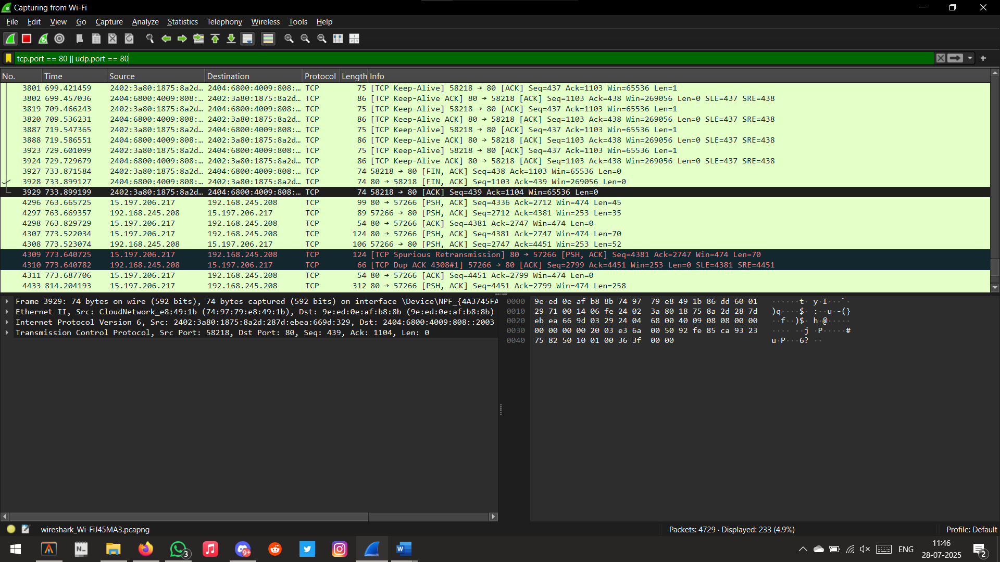 Capturing from Wi-Fi
File Edit View Go Capture Analyze Statistics Telephony Wireless Tools Help
tcp.port == 80 || udp.port == 80
No. Time Source Destination Protocol Length Info
3801 699.421459 2402:3a80:1875:8a2d… 2404:6800:4009:808:… TCP 75 [TCP Keep-Alive] 58218 → 80 [ACK] Seq=437 Ack=1103 Win=65536 Len=1
3802 699.457036 2404:6800:4009:808:… 2402:3a80:1875:8a2d… TCP 86 [TCP Keep-Alive ACK] 80 → 58218 [ACK] Seq=1103 Ack=438 Win=269056 Len=0 SLE=437 SRE=438
3819 709.466243 2402:3a80:1875:8a2d… 2404:6800:4009:808:… TCP 75 [TCP Keep-Alive] 58218 → 80 [ACK] Seq=437 Ack=1103 Win=65536 Len=1
3820 709.536231 2404:6800:4009:808:… 2402:3a80:1875:8a2d… TCP 86 [TCP Keep-Alive ACK] 80 → 58218 [ACK] Seq=1103 Ack=438 Win=269056 Len=0 SLE=437 SRE=438
3887 719.547365 2402:3a80:1875:8a2d… 2404:6800:4009:808:… TCP 75 [TCP Keep-Alive] 58218 → 80 [ACK] Seq=437 Ack=1103 Win=65536 Len=1
3888 719.586551 2404:6800:4009:808:… 2402:3a80:1875:8a2d… TCP 86 [TCP Keep-Alive ACK] 80 → 58218 [ACK] Seq=1103 Ack=438 Win=269056 Len=0 SLE=437 SRE=438
3923 729.601099 2402:3a80:1875:8a2d… 2404:6800:4009:808:… TCP 75 [TCP Keep-Alive] 58218 → 80 [ACK] Seq=437 Ack=1103 Win=65536 Len=1
3924 729.729679 2404:6800:4009:808:… 2402:3a80:1875:8a2d… TCP 86 [TCP Keep-Alive ACK] 80 → 58218 [ACK] Seq=1103 Ack=438 Win=269056 Len=0 SLE=437 SRE=438
3927 733.871584 2402:3a80:1875:8a2d… 2404:6800:4009:808:… TCP 74 58218 → 80 [FIN, ACK] Seq=438 Ack=1103 Win=65536 Len=0
3928 733.899127 2404:6800:4009:808:… 2402:3a80:1875:8a2d… TCP 74 80 → 58218 [FIN, ACK] Seq=1103 Ack=439 Win=269056 Len=0
3929 733.899199 2402:3a80:1875:8a2d… 2404:6800:4009:808:… TCP 74 58218 → 80 [ACK] Seq=439 Ack=1104 Win=65536 Len=0
4296 763.665725 15.197.206.217 192.168.245.208 TCP 99 80 → 57266 [PSH, ACK] Seq=4336 Ack=2712 Win=474 Len=45
4297 763.669357 192.168.245.208 15.197.206.217 TCP 89 57266 → 80 [PSH, ACK] Seq=2712 Ack=4381 Win=253 Len=35
4298 763.829729 15.197.206.217 192.168.245.208 TCP 54 80 → 57266 [ACK] Seq=4381 Ack=2747 Win=474 Len=0
4307 773.522034 15.197.206.217 192.168.245.208 TCP 124 80 → 57266 [PSH, ACK] Seq=4381 Ack=2747 Win=474 Len=70
4308 773.523074 192.168.245.208 15.197.206.217 TCP 106 57266 → 80 [PSH, ACK] Seq=2747 Ack=4451 Win=253 Len=52
4309 773.640725 15.197.206.217 192.168.245.208 TCP 124 [TCP Spurious Retransmission] 80 → 57266 [PSH, ACK] Seq=4381 Ack=2747 Win=474 Len=70
4310 773.640782 192.168.245.208 15.197.206.217 TCP 66 [TCP Dup ACK 4308#1] 57266 → 80 [ACK] Seq=2799 Ack=4451 Win=253 Len=0 SLE=4381 SRE=4451
4311 773.687706 15.197.206.217 192.168.245.208 TCP 54 80 → 57266 [ACK] Seq=4451 Ack=2799 Win=474 Len=0
4433 814.204193 15.197.206.217 192.168.245.208 TCP 312 80 → 57266 [PSH, ACK] Seq=4451 Ack=2799 Win=474 Len=258
Frame 3929: 74 bytes on wire (592 bits), 74 bytes captured (592 bits) on interface \Device\NPF_{4A3745FA
Ethernet II, Src: CloudNetwork_e8:49:1b (74:97:79:e8:49:1b), Dst: 9e:ed:0e:af:b8:8b (9e:ed:0e:af:b8:8b)
Internet Protocol Version 6, Src: 2402:3a80:1875:8a2d:287d:ebea:669d:329, Dst: 2404:6800:4009:808::2003
Transmission Control Protocol, Src Port: 58218, Dst Port: 80, Seq: 439, Ack: 1104, Len: 0
0000 9e ed 0e af b8 8b 74 97 79 e8 49 1b 86 dd 60 01 ······t· y·I···`·
0010 29 71 00 14 06 fe 24 02 3a 80 18 75 8a 2d 28 7d )q····$· :··u·-(}
0020 eb ea 66 9d 03 29 24 04 68 00 40 09 08 08 00 00 ··f··)$· h·@·····
0030 00 00 00 00 20 03 e3 6a 00 50 92 fe 85 ca 93 23 ···· ··j ·P·····#
0040 75 82 50 10 01 00 36 3f 00 00 u·P···6? ··
wireshark_Wi-FiJ45MA3.pcapng
Packets: 4729 · Displayed: 233 (4.9%)
Profile: Default
N_
3
9+
W
ENG
11:46
28-07-2025
2